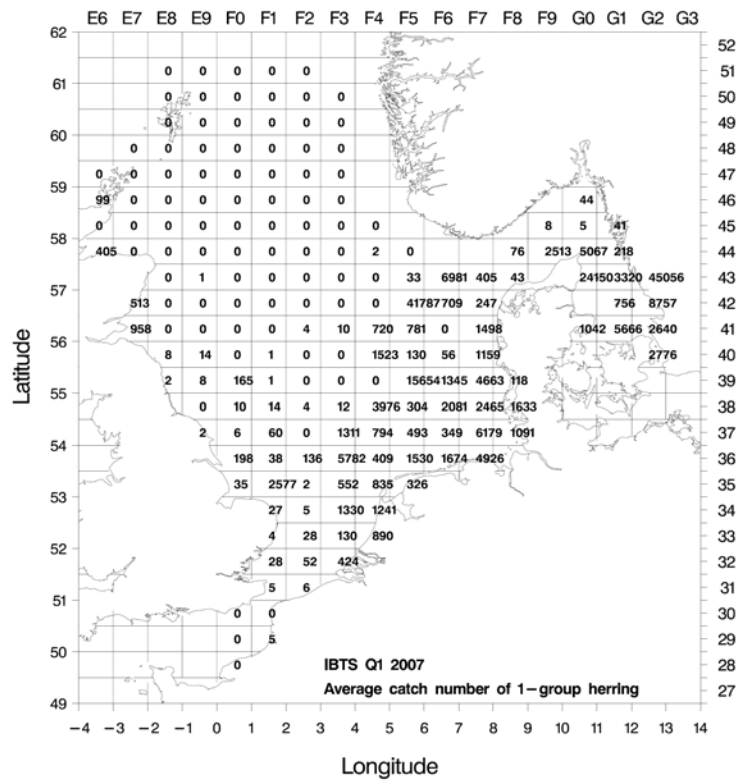 E6 E7 E8 E9 F0 F1 F2 F3 F4 F5 F6 F7 F8 F9 G0 G1 G2 G3
62
52
0 0 0 0 0 51
61
0 0 0 0 0 0 50
0 0 0 0 0 0 49
60
0 0 0 0 0 0 0 48
0 0 0 0 0 0 0 0 47
59
99 0 0 0 0 0 0 0 44 46
0 0 0 0 0 0 0 0 0 8 5 41 45
58
405 0 0 0 0 0 0 0 2 0 76 2513 5067 218 44
0 1 0 0 0 0 0 33 6981 405 43 24150 3320 45056 43
57
513 0 0 0 0 0 0 0 41787 709 247 756 8757 42
958 0 0 0 0 4 10 720 781 0 1498 1042 5666 2640 41
56
8 14 0 1 0 0 1523 130 56 1159 2776 40
2 8 165 1 0 0 0 15654 1345 4663 118 39
55
0 10 14 4 12 3976 304 2081 2465 1633 38
2 6 60 0 1311 794 493 349 6179 1091 37
54
198 38 136 5782 409 1530 1674 4926 36
35 2577 2 552 835 326 35
53
27 5 1330 1241 34
4 28 130 890 33
52
28 52 424 32
5 6 31
51
0 0 30
0 5 29
50
0 IBTS Q1 2007 28
Average catch number of 1-group herring 27
49
-4 -3 -2 -1 0 1 2 3 4 5 6 7 8 9 10 11 12 13 14
Latitude
Longitude